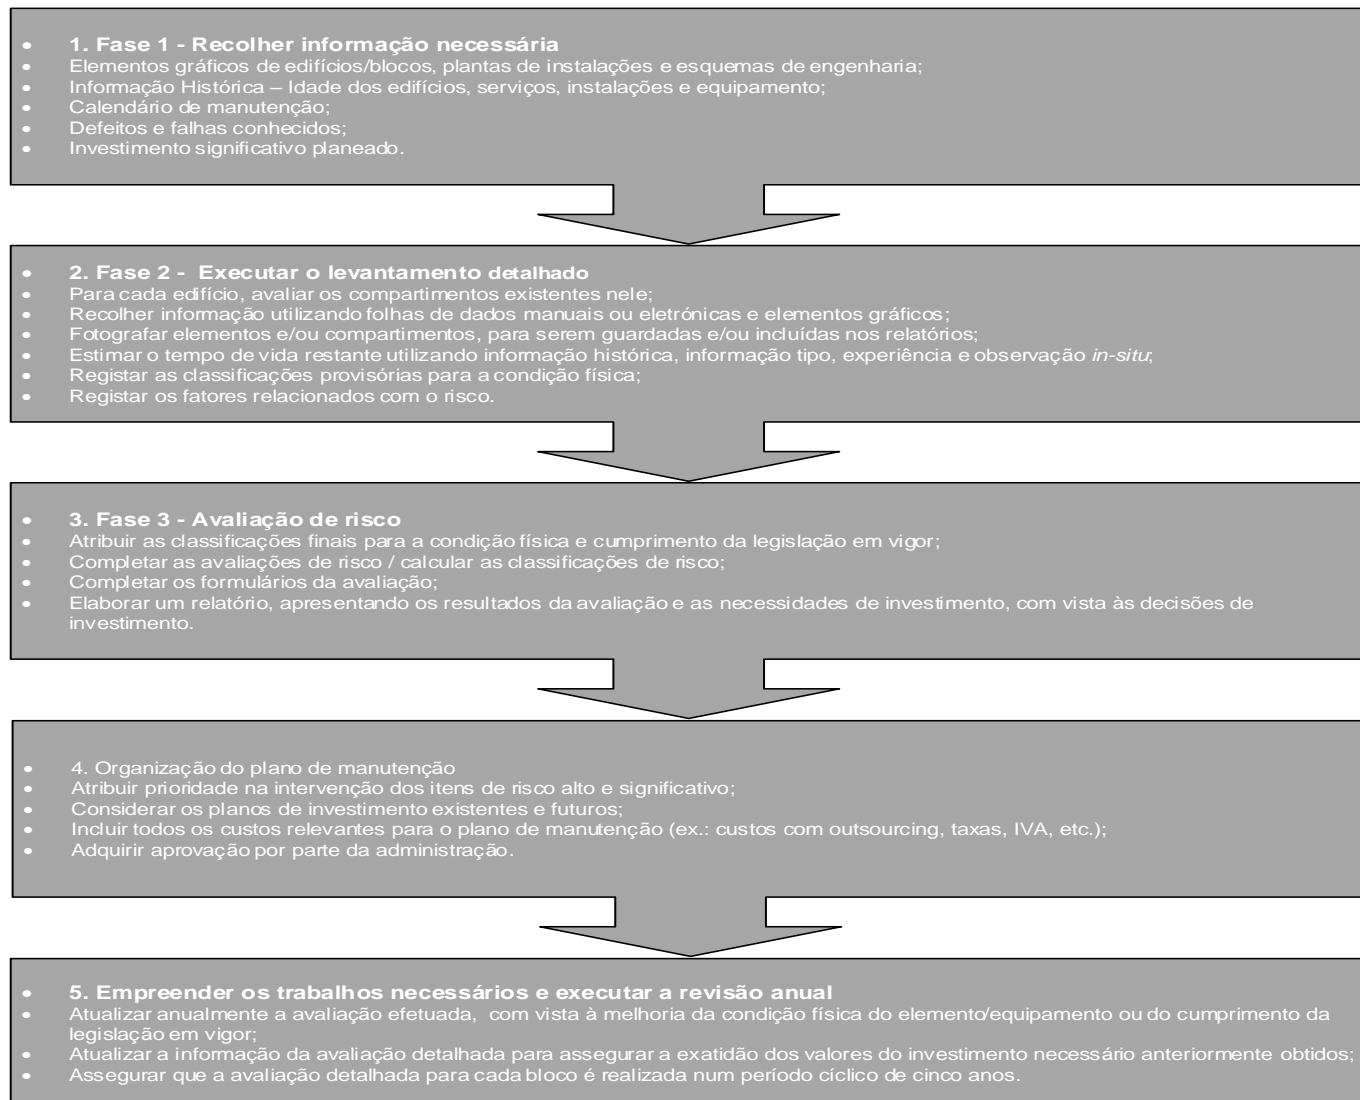 • 1. Fase 1 - Recolher informação necessária
• Elementos gráficos de edifícios/blocos, plantas de instalações e esquemas de engenharia;
• Informação Histórica – Idade dos edifícios, serviços, instalações e equipamento;
• Calendário de manutenção;
• Defeitos e falhas conhecidos;
• Investimento significativo planeado.
• 2. Fase 2 - Executar o levantamento detalhado
• Para cada edifício, avaliar os compartimentos existentes nele;
• Recolher informação utilizando folhas de dados manuais ou eletrónicas e elementos gráficos;
• Fotografar elementos e/ou compartimentos, para serem guardadas e/ou incluídas nos relatórios;
• Estimar o tempo de vida restante utilizando informação histórica, informação tipo, experiência e observação in-situ;
• Registar as classificações provisórias para a condição física;
• Registar os fatores relacionados com o risco.
• 3. Fase 3 - Avaliação de risco
• Atribuir as classificações finais para a condição física e cumprimento da legislação em vigor;
• Completar as avaliações de risco / calcular as classificações de risco;
• Completar os formulários da avaliação;
• Elaborar um relatório, apresentando os resultados da avaliação e as necessidades de investimento, com vista às decisões de
investimento.
• 4. Organização do plano de manutenção
• Atribuir prioridade na intervenção dos itens de risco alto e significativo;
• Considerar os planos de investimento existentes e futuros;
• Incluir todos os custos relevantes para o plano de manutenção (ex.: custos com outsourcing, taxas, IVA, etc.);
• Adquirir aprovação por parte da administração.
• 5. Empreender os trabalhos necessários e executar a revisão anual
• Atualizar anualmente a avaliação efetuada, com vista à melhoria da condição física do elemento/equipamento ou do cumprimento da
legislação em vigor;
• Atualizar a informação da avaliação detalhada para assegurar a exatidão dos valores do investimento necessário anteriormente obtidos;
• Assegurar que a avaliação detalhada para cada bloco é realizada num período cíclico de cinco anos.